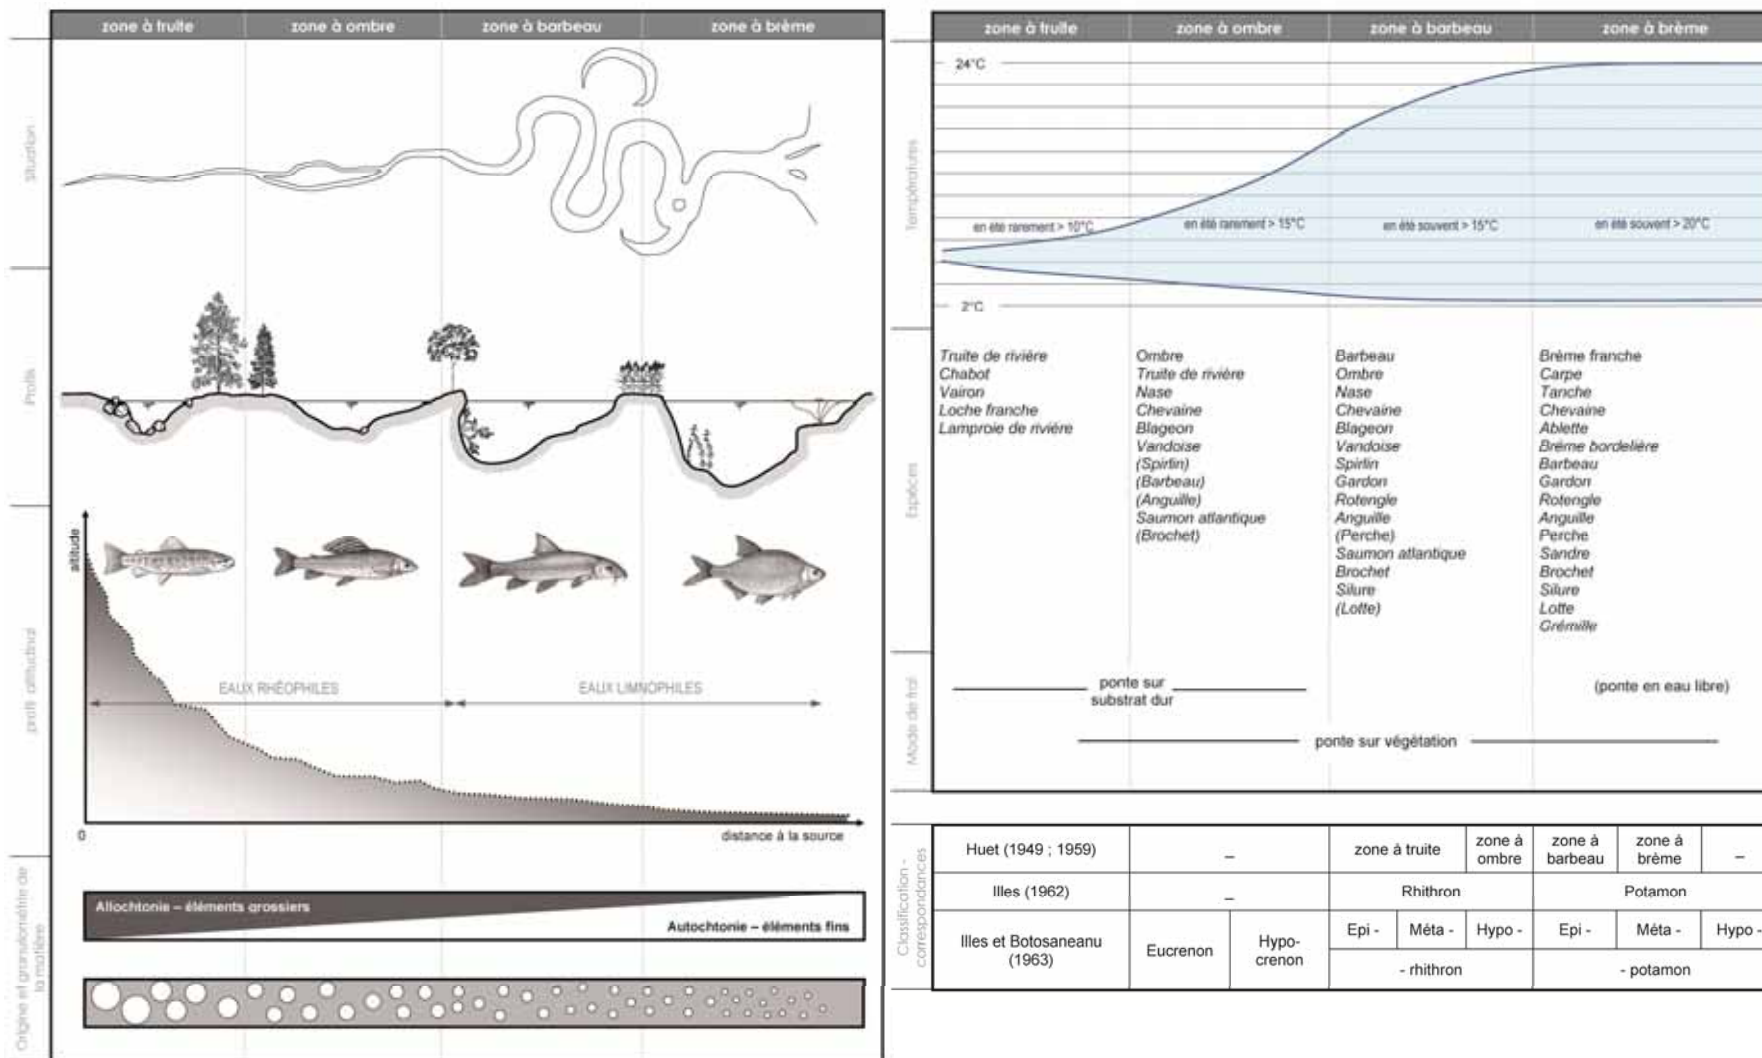 zone à truite
zone à ombre
zone à barbeau
zone à brème
Situation
Profils
profil altitudinal
altitude
EAUX RHÉOPHILES
EAUX LIMNOPHILES
0
distance à la source
Origine et granulométrie de
la matière
Allochtonie – éléments grossiers
Autochtonie – éléments fins
zone à truite
zone à ombre
zone à barbeau
zone à brème
Températures
24°C
en été rarement > 10°C
en été rarement > 15°C
en été souvent > 15°C
en été souvent > 20°C
2°C
Espèces
Truite de rivière
Chabot
Vairon
Loche franche
Lamproie de rivière
Ombre
Truite de rivière
Nase
Chevaine
Blageon
Vandoise
(Spirlin)
(Barbeau)
(Anguille)
Saumon atlantique
(Brochet)
Barbeau
Ombre
Nase
Chevaine
Blageon
Vandoise
Spirlin
Gardon
Rotengle
Anguille
(Perche)
Saumon atlantique
Brochet
Silure
(Lotte)
Brème franche
Carpe
Tanche
Chevaine
Ablette
Brème bordelière
Barbeau
Gardon
Rotengle
Anguille
Perche
Sandre
Brochet
Silure
Lotte
Grémille
Mode de frai
ponte sur
substrat dur
(ponte en eau libre)
ponte sur végétation
Classification -
correspondances
Huet (1949 ; 1959)
–
zone à truite
zone à
ombre
zone à
barbeau
zone à
brème
–
Illes (1962)
–
Rhithron
Potamon
Illes et Botosaneanu
(1963)
Eucrenon
Hypo-
crenon
Epi -
Méta -
Hypo -
Epi -
Méta -
Hypo -
- rhithron
- potamon